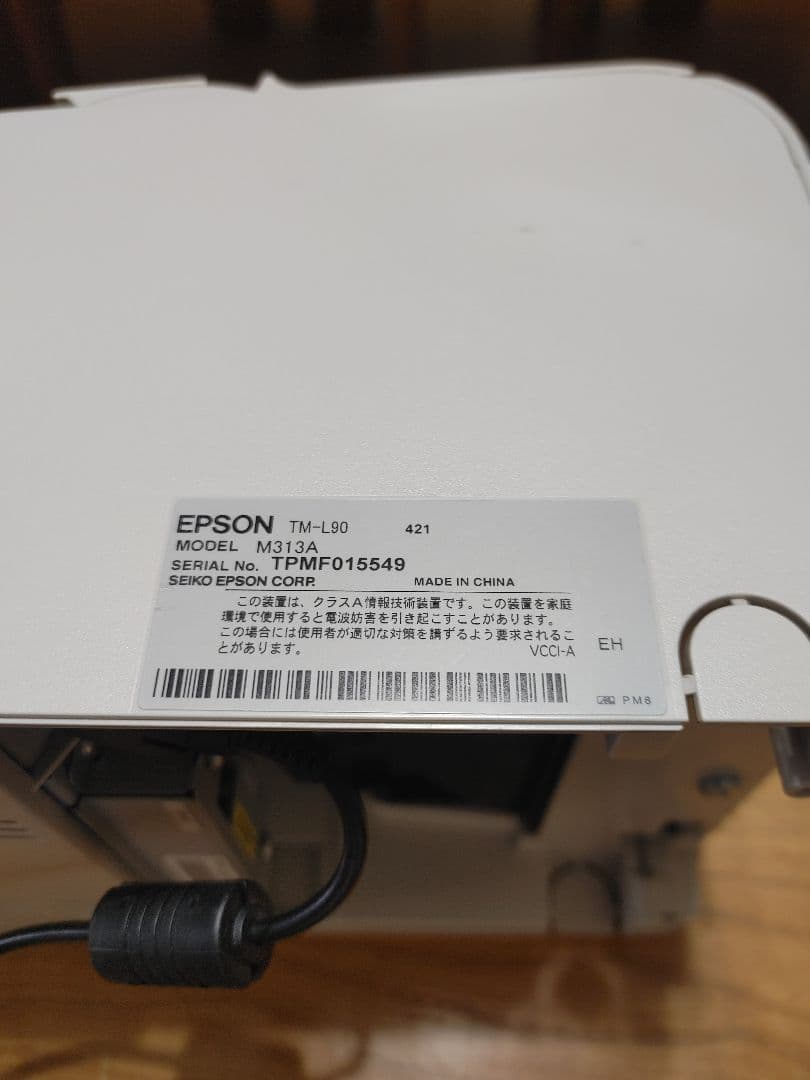 EPSON TM-L90 421
MODEL M313A
SERIAL No. TPMF015549
SEIKO EPSON CORP. MADE IN CHINA
この装置は、クラスA情報技術装置です。この装置を家庭
環境で使用すると電波妨害を引き起こすことがあります。
この場合には使用者が適切な対策を講ずるよう要求されるこ
とがあります。 VCCI-A
EH
PM6